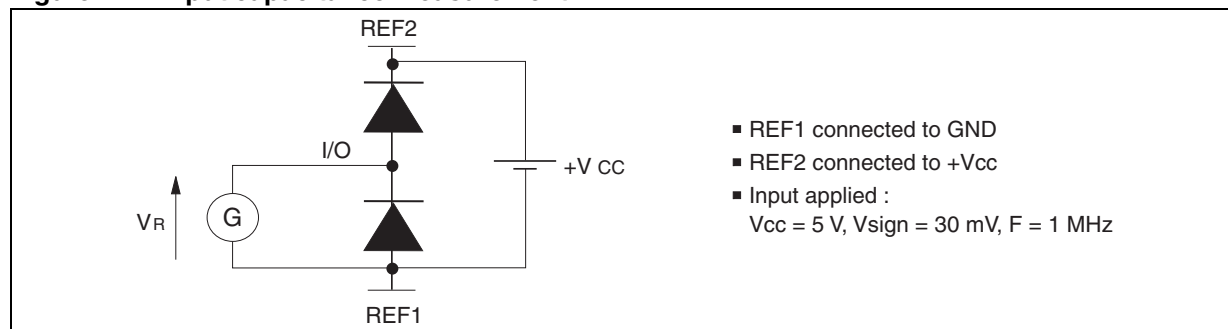 REF2
I/O
+V CC
VR
G
REF1
■ REF1 connected to GND
■ REF2 connected to +Vcc
■ Input applied :
Vcc = 5 V, Vsign = 30 mV, F = 1 MHz